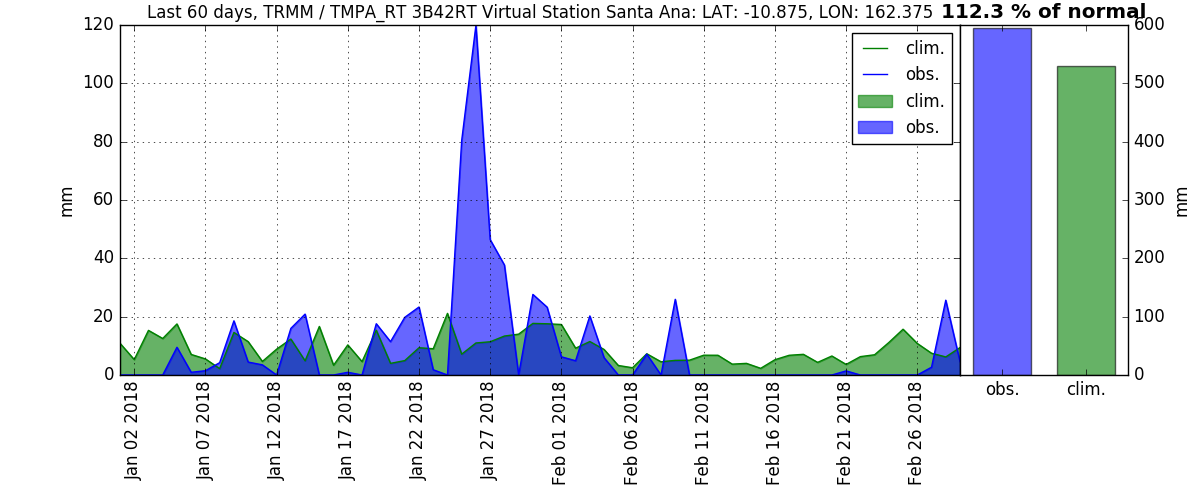 Last 60 days, TRMM / TMPA_RT 3B42RT Virtual Station Santa Ana: LAT: -10.875, LON: 162.375 112.3 % of normal
120
100
80
60
40
20
0
mm
clim.
obs.
clim.
obs.
600
500
400
300
200
100
0
mm
obs. clim.
Jan 02 2018
Jan 07 2018
Jan 12 2018
Jan 17 2018
Jan 22 2018
Jan 27 2018
Feb 01 2018
Feb 06 2018
Feb 11 2018
Feb 16 2018
Feb 21 2018
Feb 26 2018